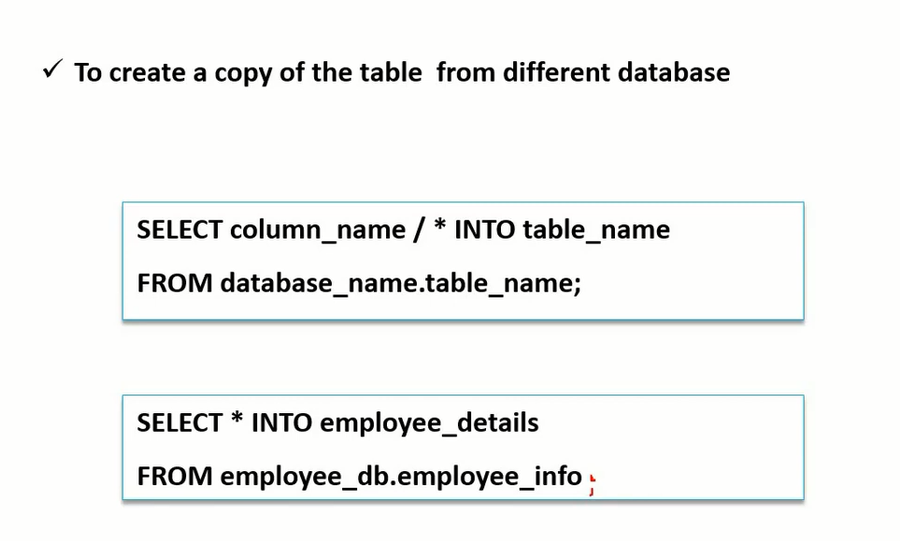 ✓ To create a copy of the table from different database
SELECT column_name / * INTO table_name
FROM database_name.table_name;
SELECT * INTO employee_details
FROM employee_db.employee_info ;